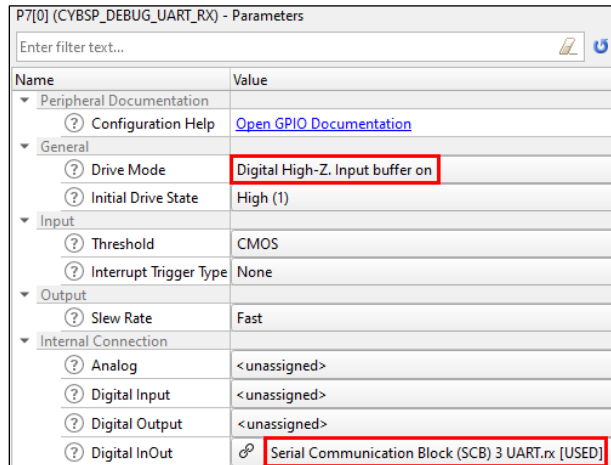 P7[0] (CYBSP_DEBUG_UART_RX) - Parameters
Enter filter text...
Name Value
Peripheral Documentation
Configuration Help Open GPIO Documentation
General
Drive Mode Digital High-Z. Input buffer on
Initial Drive State High (1)
Input
Threshold CMOS
Interrupt Trigger Type None
Output
Slew Rate Fast
Internal Connection
Analog <unassigned>
Digital Input <unassigned>
Digital Output <unassigned>
Digital InOut Serial Communication Block (SCB) 3 UART.rx [USED]